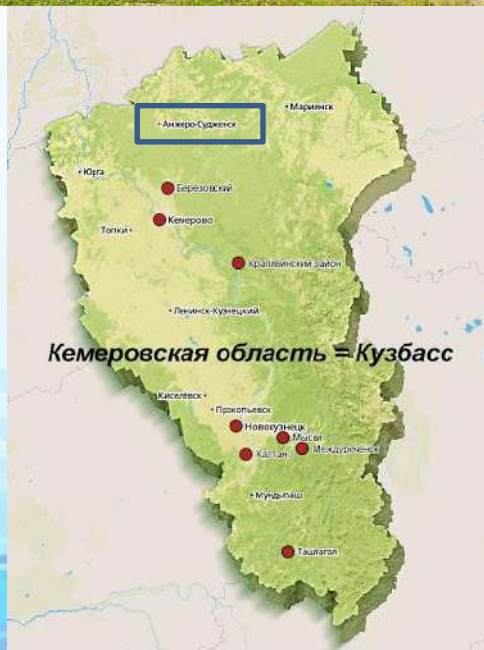 Анжеро-Судженск
Мариинск
Юрга
Березовский
Кемерово
Топки
Крапивинский район
Ленинск-Кузнецкий
Кемеровская область = Кузбасс
Киселевск
Прокопьевск
Новокузнецк
Мыски
Междуреченск
Калтан
Мундыбаш
Таштагол